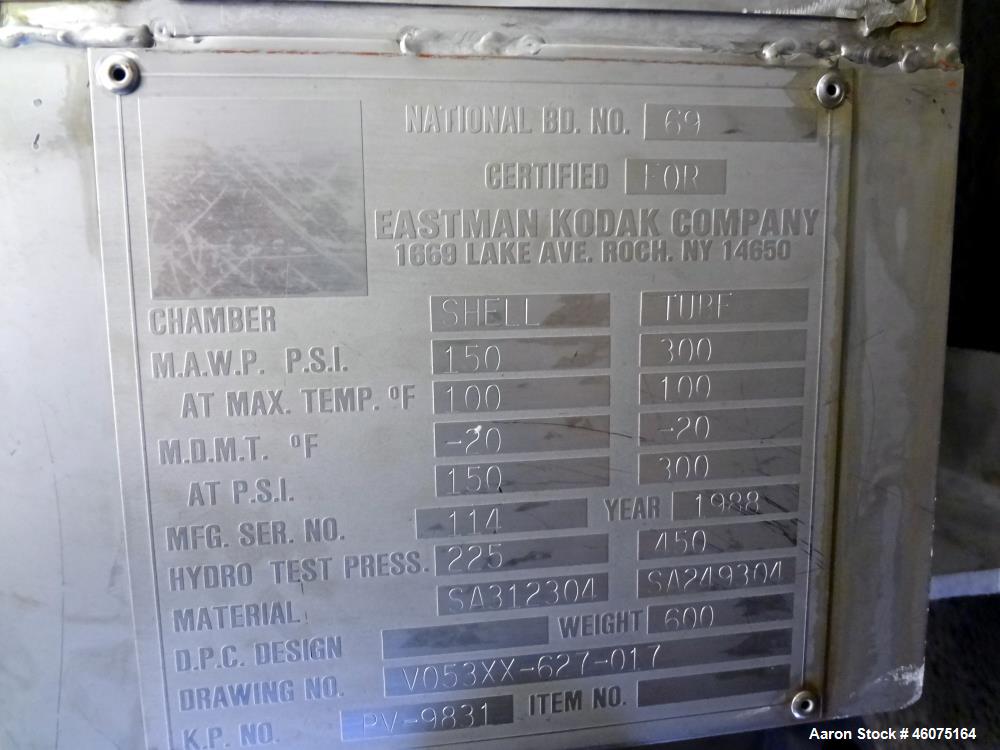 NATIONAL BD. NO. 69
CERTIFIED FOR
EASTMAN KODAK COMPANY
1669 LAKE AVE. ROCH. NY 14650
CHAMBER SHELL TUBE
M.A.W.P. P.S.I. 150 300
AT MAX. TEMP. ºF 100 100
M.D.M.T. ºF -20 -20
AT P.S.I. 150 300
MFG. SER. NO. 114 YEAR 1988
HYDRO TEST PRESS. 225 450
MATERIAL SA312304 SA249304
D.P.C. DESIGN WEIGHT 600
DRAWING NO. V053XX-627-017
K.P. NO. PV-9831 ITEM NO.
Aaron Stock # 46075164